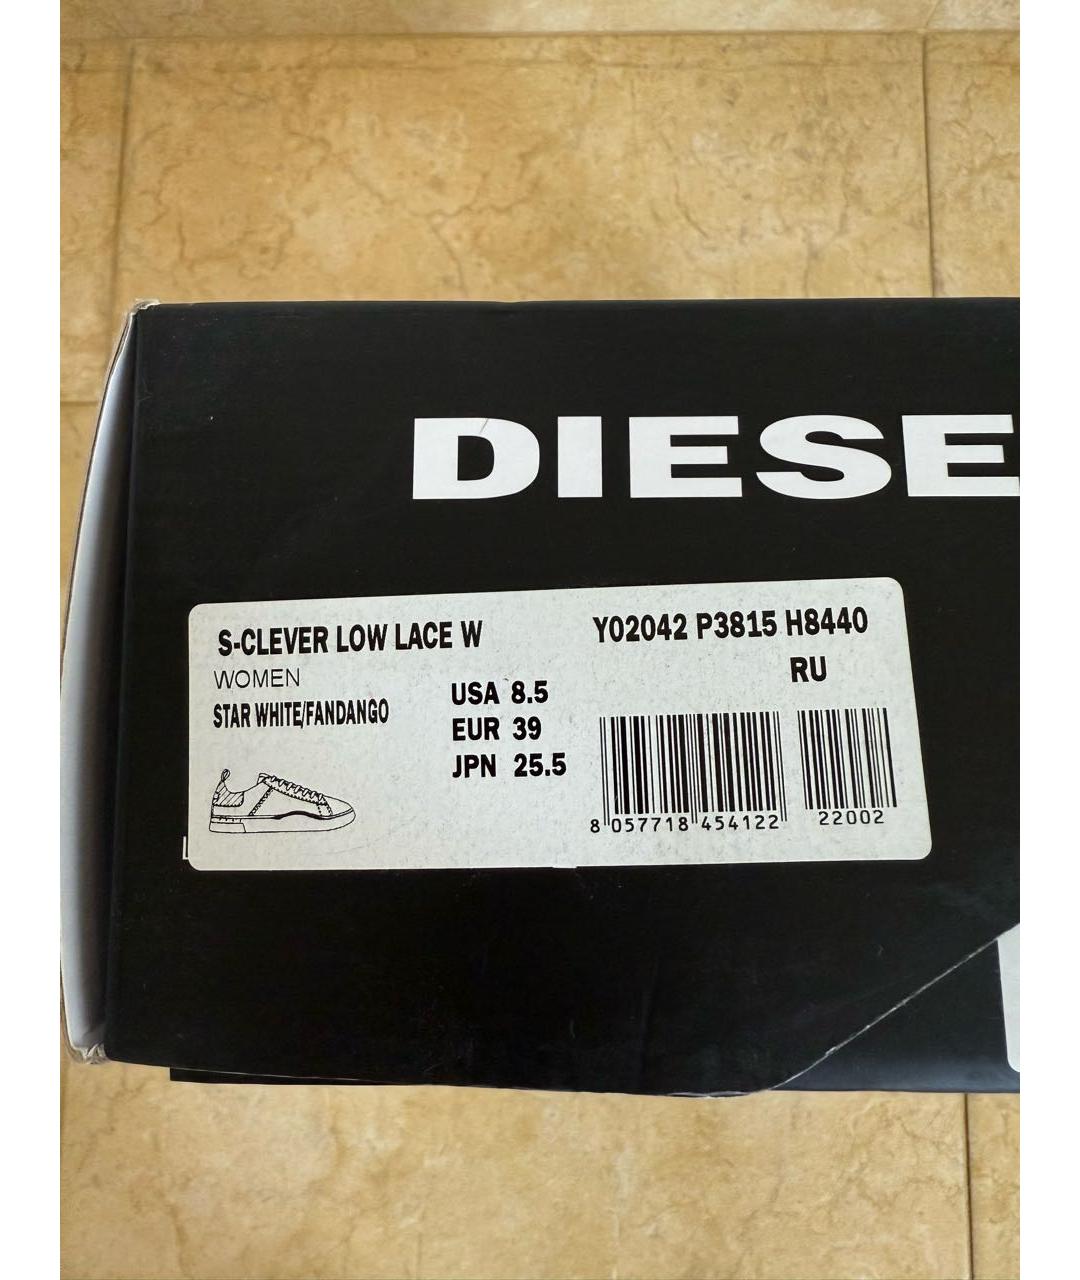 DIESE
S-CLEVER LOW LACE W
Y02042 P3815 H8440
WOMEN
RU
STAR WHITE/FANDANGO
USA 8.5
EUR 39
JPN 25.5
8 057718 454122
22002